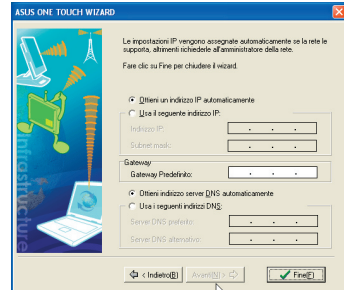 ASUS ONE TOUCH WIZARD
Le impostazioni IP vengono assegnate automaticamente se la rete le
supporta, altrimenti richiederle all'amministratore della rete.
Fare clic su Fine per chiudere il wizard.
Ottieni un indirizzo IP automaticamente
Usa il seguente indirizzo IP:
Indirizzo IP:
Subnet mask:
Gateway
Gateway Predefinito:
Ottieni indirizzo server DNS automaticamente
Usa i seguenti indirizzi DNS:
Server DNS preferito:
Server DNS alternativo:
< Indietro(B)
Avanti(N) >
Fine(F)
Infrastructure